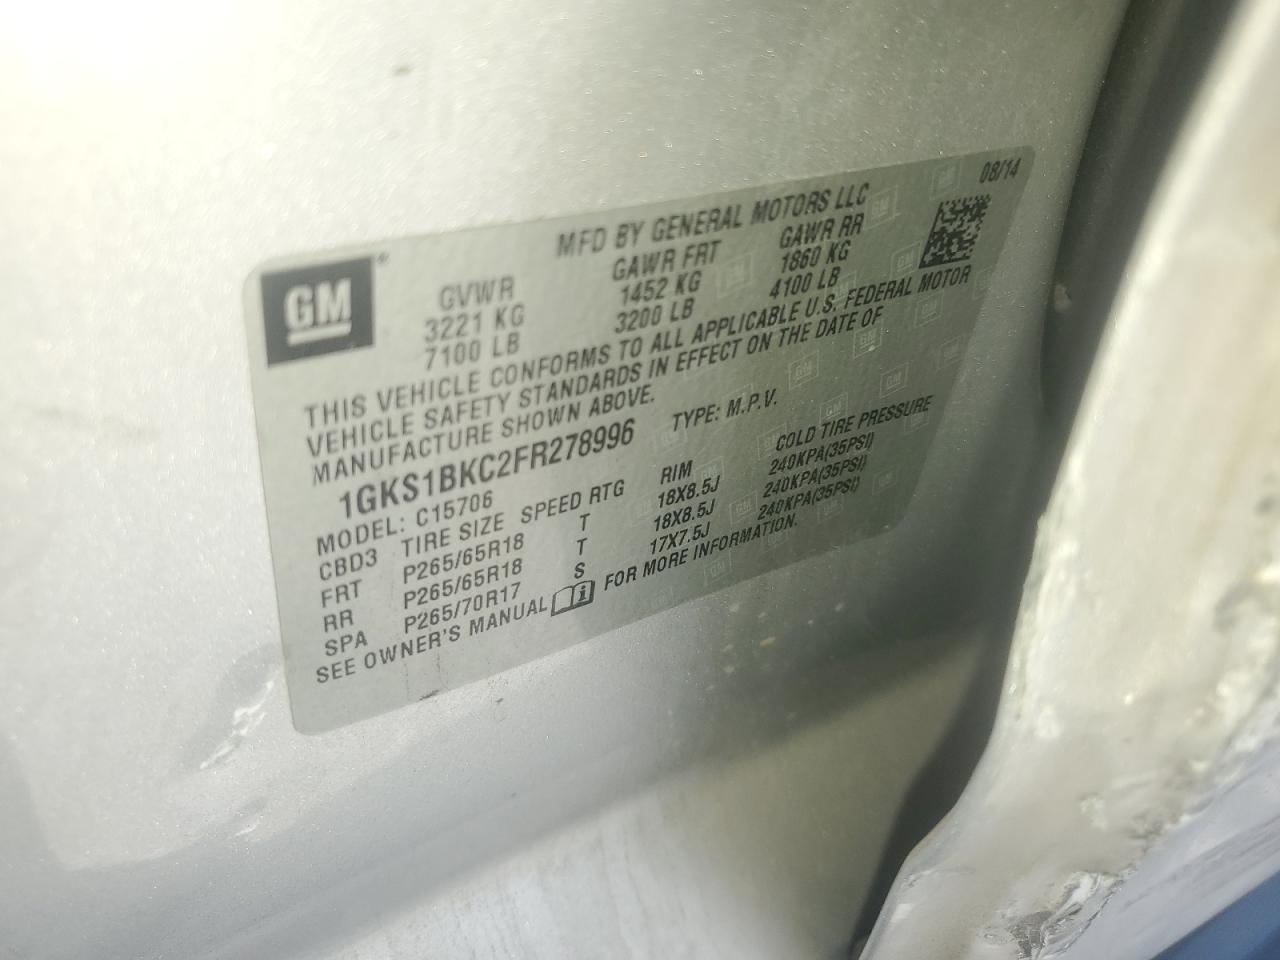 08/14
MFD BY GENERAL MOTORS LLC
GM®
GVWR GAWR FRT GAWR RR
3221 KG 1452 KG 1860 KG
7100 LB 3200 LB 4100 LB
THIS VEHICLE CONFORMS TO ALL APPLICABLE U.S. FEDERAL MOTOR
VEHICLE SAFETY STANDARDS IN EFFECT ON THE DATE OF
MANUFACTURE SHOWN ABOVE.
1GKS1BKC2FR278996 TYPE: M.P.V.
MODEL: C15706
CBD3 TIRE SIZE SPEED RTG RIM COLD TIRE PRESSURE
FRT P265/65R18 T 18X8.5J 240KPA(35PSI)
RR P265/65R18 T 18X8.5J 240KPA(35PSI)
SPA P265/70R17 S 17X7.5J 240KPA(35PSI)
SEE OWNER'S MANUAL i FOR MORE INFORMATION.